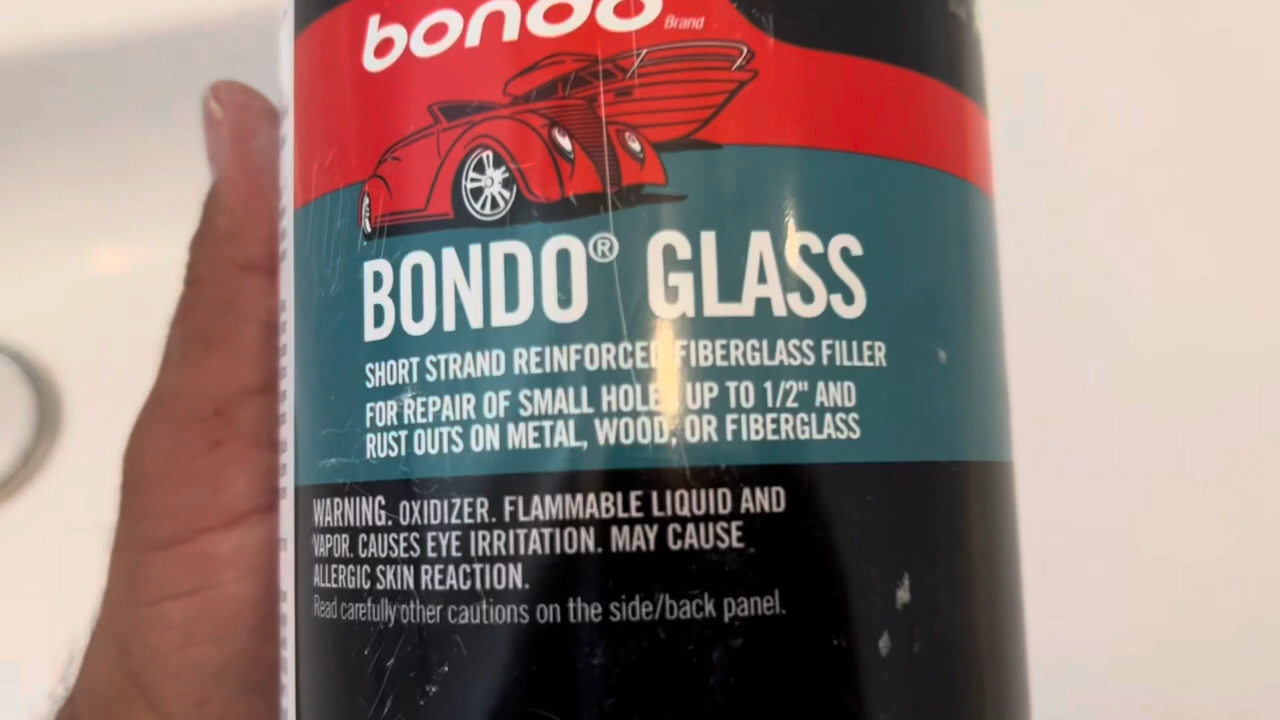 bondo Brand
BONDO® GLASS
SHORT STRAND REINFORCED FIBERGLASS FILLER
FOR REPAIR OF SMALL HOLES UP TO 1/2" AND
RUST OUTS ON METAL, WOOD, OR FIBERGLASS
WARNING. OXIDIZER. FLAMMABLE LIQUID AND
VAPOR. CAUSES EYE IRRITATION. MAY CAUSE
ALLERGIC SKIN REACTION.
Read carefully other cautions on the side/back panel.